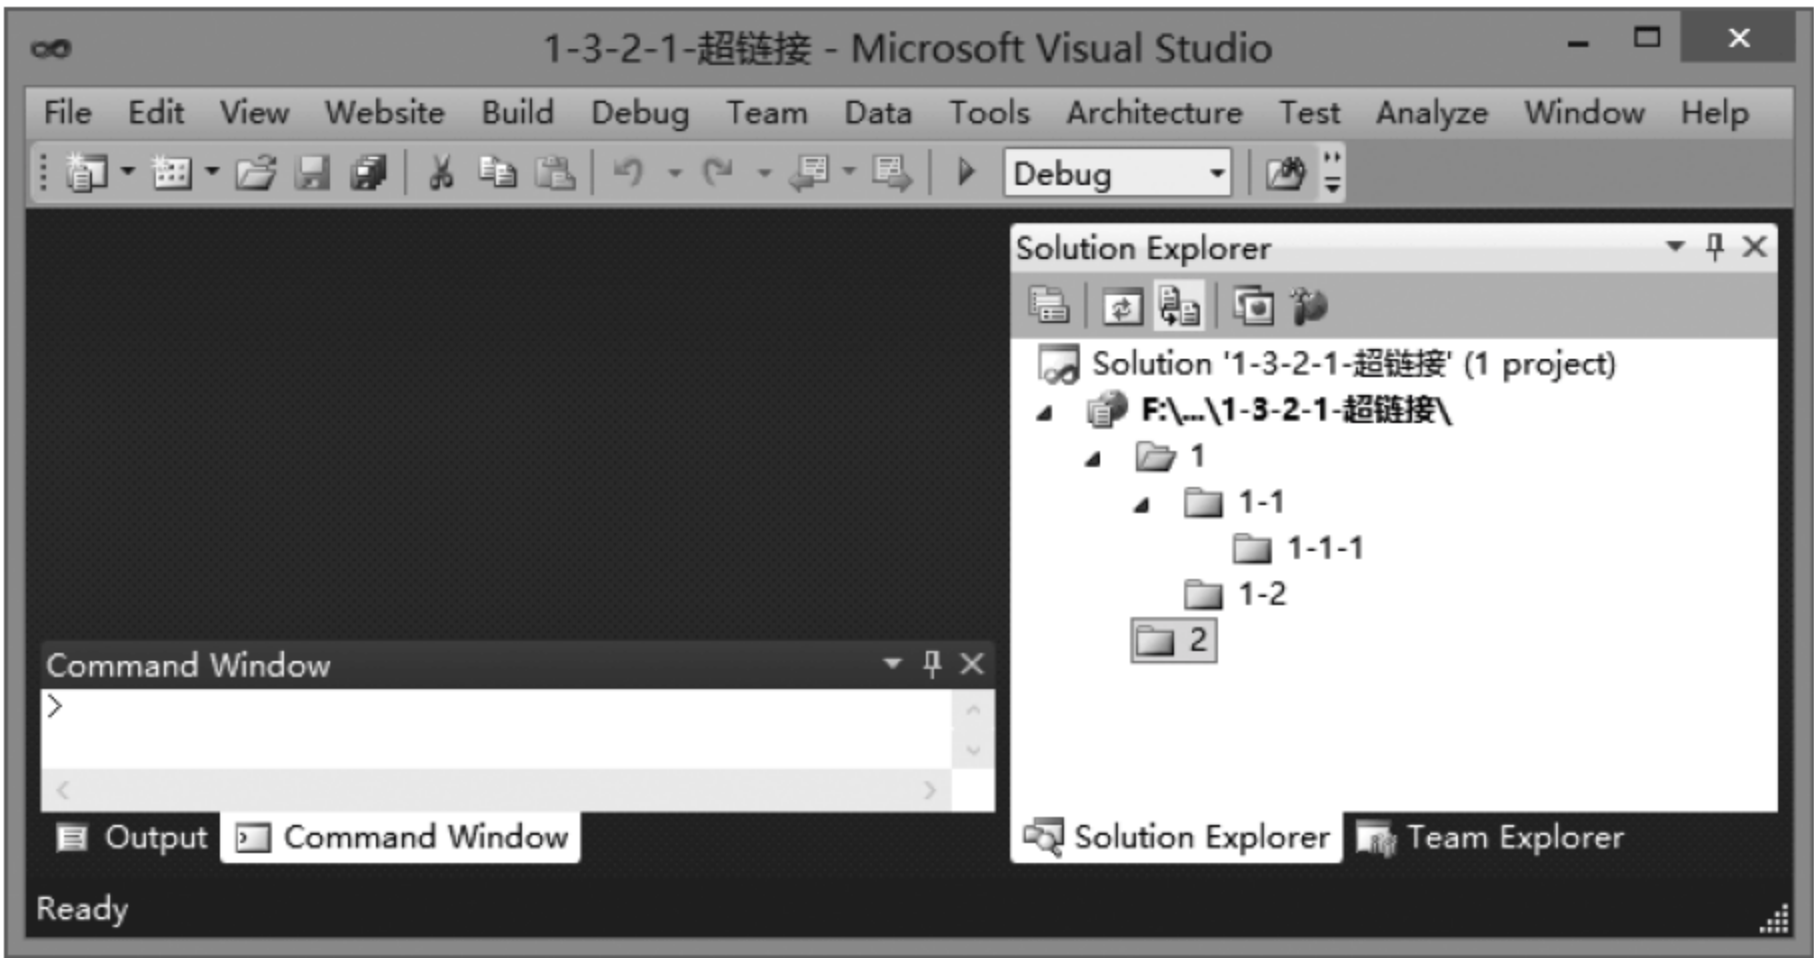 1-3-2-1-超链接 - Microsoft Visual Studio
File Edit View Website Build Debug Team Data Tools Architecture Test Analyze Window Help
Debug
Solution Explorer
Solution '1-3-2-1-超链接' (1 project)
F:\...\1-3-2-1-超链接\
1
1-1
1-1-1
1-2
2
Command Window
>
Output Command Window
Solution Explorer Team Explorer
Ready